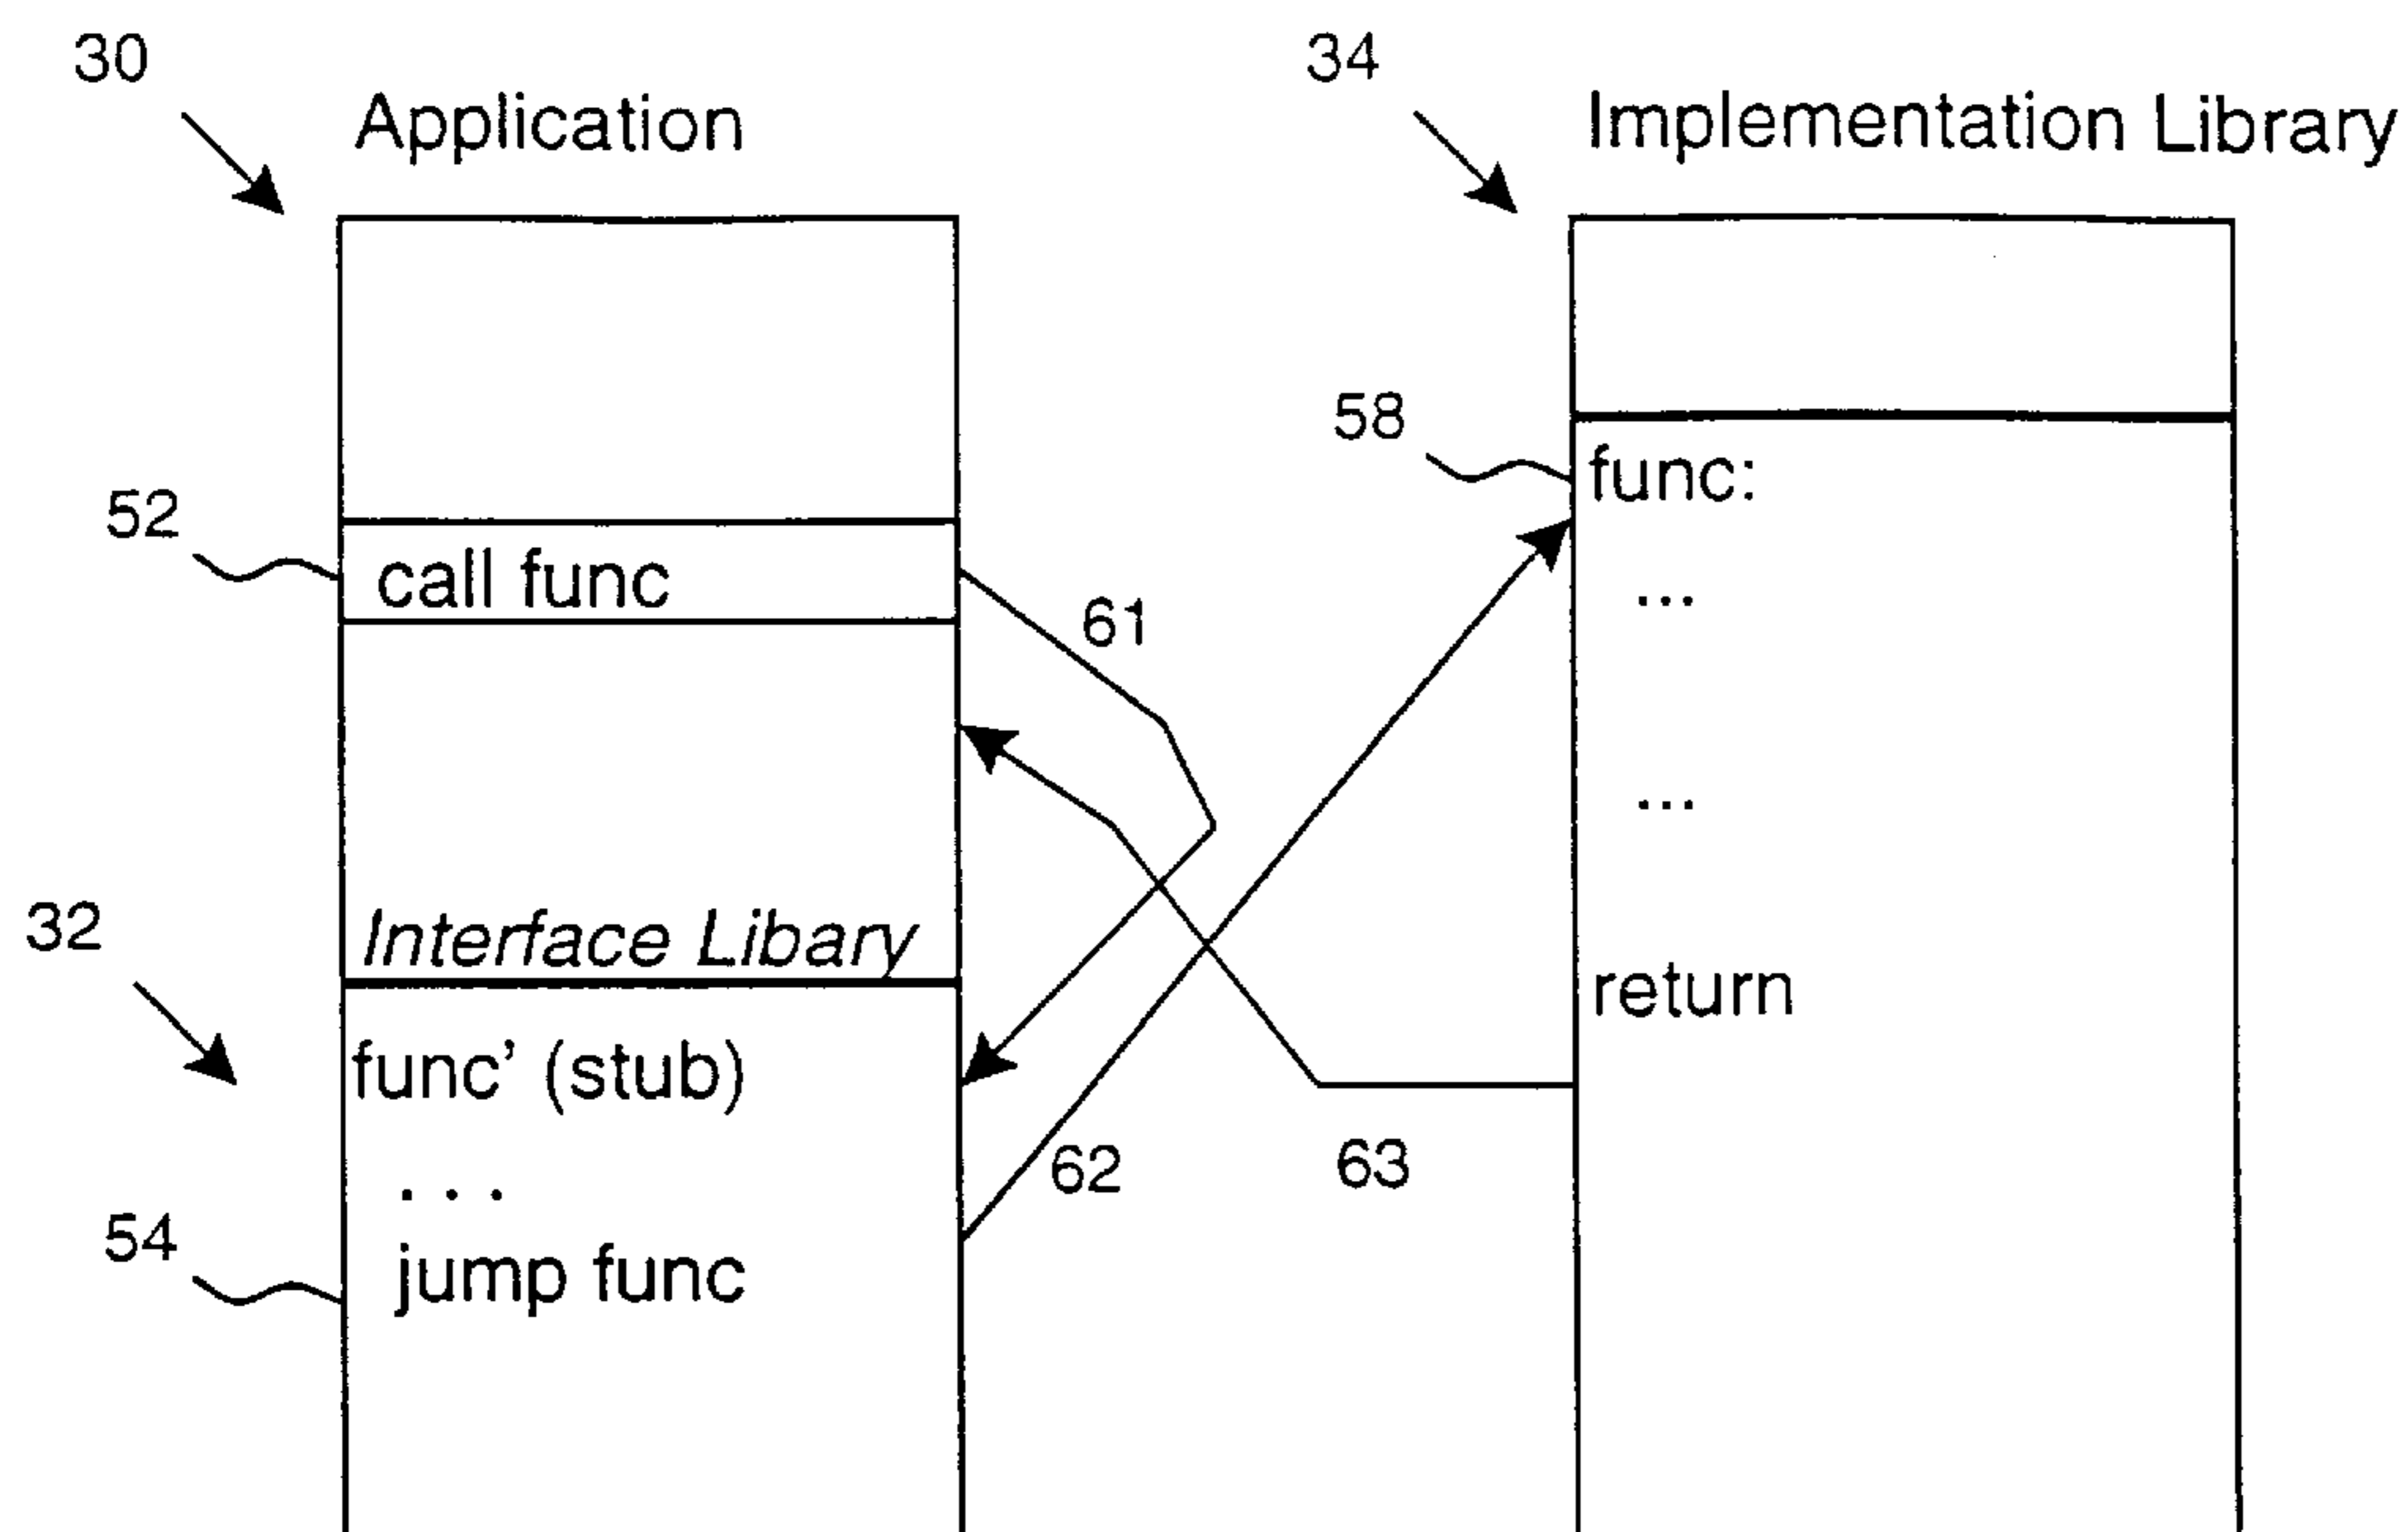 30
Application
52
call func
61
32
Interface Libary
func' (stub)
. . .
54
jump func
62
63
34
Implementation Library
58
func:
...
...
return